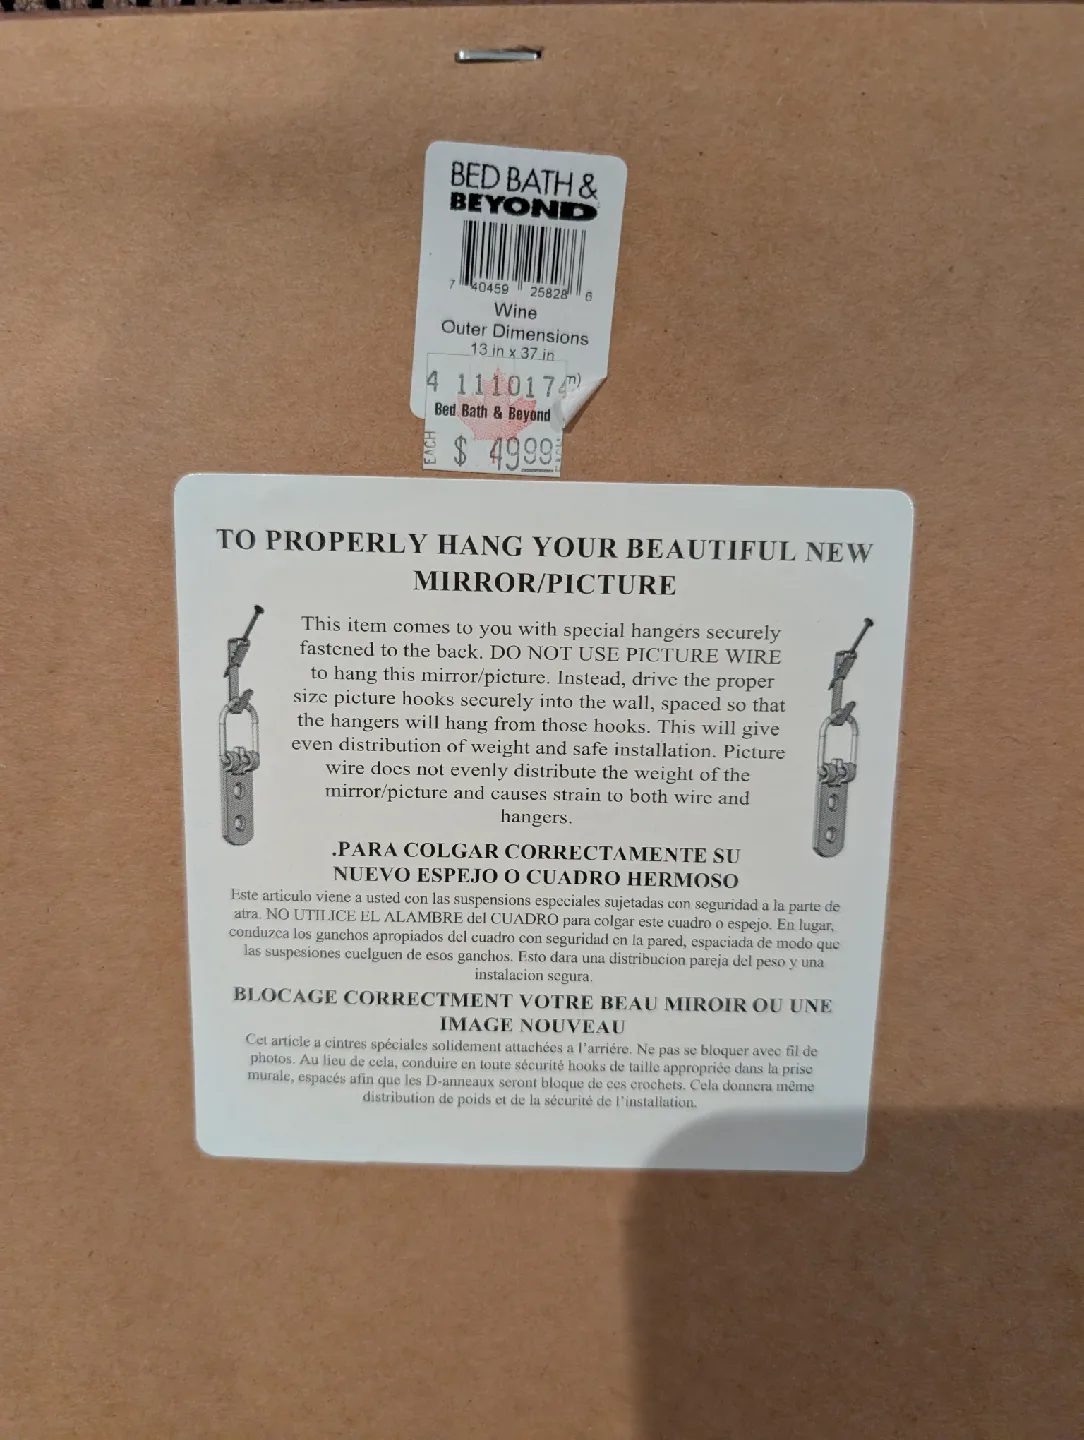 BED BATH &
BEYOND
7 40459 25828 6
Wine
Outer Dimensions
13 in x 37 in
4 1110174
Bed Bath & Beyond
EACH $ 49.99
TO PROPERLY HANG YOUR BEAUTIFUL NEW
MIRROR/PICTURE
This item comes to you with special hangers securely
fastened to the back. DO NOT USE PICTURE WIRE
to hang this mirror/picture. Instead, drive the proper
size picture hooks securely into the wall, spaced so that
the hangers will hang from those hooks. This will give
even distribution of weight and safe installation. Picture
wire does not evenly distribute the weight of the
mirror/picture and causes strain to both wire and
hangers.
.PARA COLGAR CORRECTAMENTE SU
NUEVO ESPEJO O CUADRO HERMOSO
Este articulo viene a usted con las suspensions especiales sujetadas con seguridad a la parte de
atra. NO UTILICE EL ALAMBRE del CUADRO para colgar este cuadro o espejo. En lugar,
conduzca los ganchos apropiados del cuadro con seguridad en la pared, espaciada de modo que
las suspesiones cuelguen de esos ganchos. Esto dara una distribucion pareja del peso y una
instalacion segura.
BLOCAGE CORRECTMENT VOTRE BEAU MIROIR OU UNE
IMAGE NOUVEAU
Cet article a cintres spéciales solidement attachées a l'arriére. Ne pas se bloquer avec fil de
photos. Au lieu de cela, conduire en toute sécurité hooks de taille appropriée dans la prise
murale, espacés afin que les D-anneaux seront bloque de ces crochets. Cela donnera même
distribution de poids et de la sécurité de l'installation.